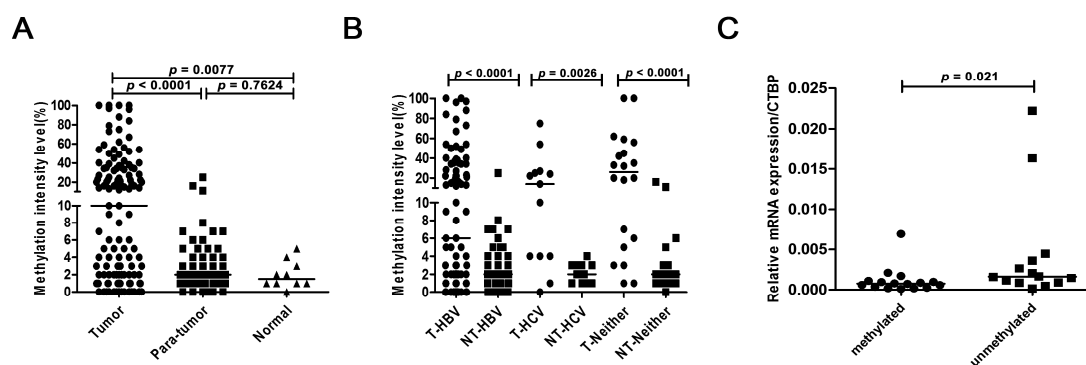 A
p = 0.0077
p < 0.0001
p = 0.7624
Methylation intensity level(%)
100
80
60
40
20
10
8
6
4
2
0
Tumor
Para-tumor
Normal
B
p < 0.0001
p = 0.0026
p < 0.0001
Methylation intensity level(%)
100
80
60
40
20
10
8
6
4
2
0
T-HBV
NT-HBV
T-HCV
NT-HCV
T-Neither
NT-Neither
C
p = 0.021
Relative mRNA expression/CTBP
0.025
0.020
0.015
0.010
0.005
0.000
methylated
unmethylated